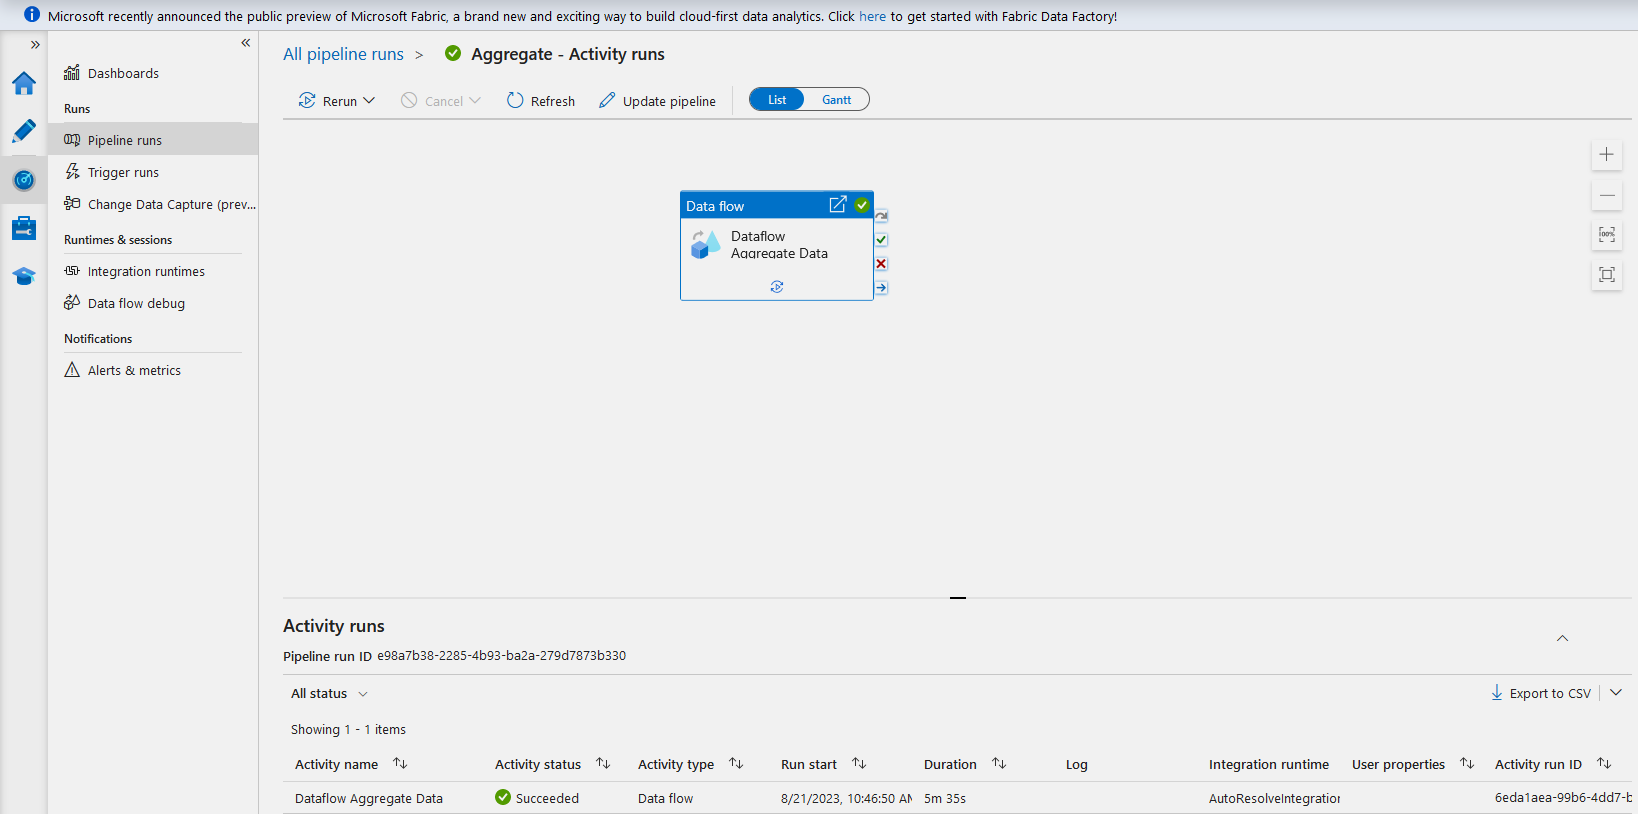 Microsoft recently announced the public preview of Microsoft Fabric, a brand new and exciting way to build cloud-first data analytics. Click here to get started with Fabric Data Factory!
Dashboards
Runs
Pipeline runs
Trigger runs
Change Data Capture (prev...
Runtimes & sessions
Integration runtimes
Data flow debug
Notifications
Alerts & metrics
All pipeline runs > Aggregate - Activity runs
Rerun Cancel Refresh Update pipeline List Gantt
Data flow
Dataflow
Aggregate Data
100%
Activity runs
Pipeline run ID e98a7b38-2285-4b93-ba2a-279d7873b330
All status Export to CSV
Showing 1 - 1 items
Activity name Activity status Activity type Run start Duration Log Integration runtime User properties Activity run ID
Dataflow Aggregate Data Succeeded Data flow 8/21/2023, 10:46:50 AM 5m 35s AutoResolveIntegration 6eda1aea-99b6-4dd7-b